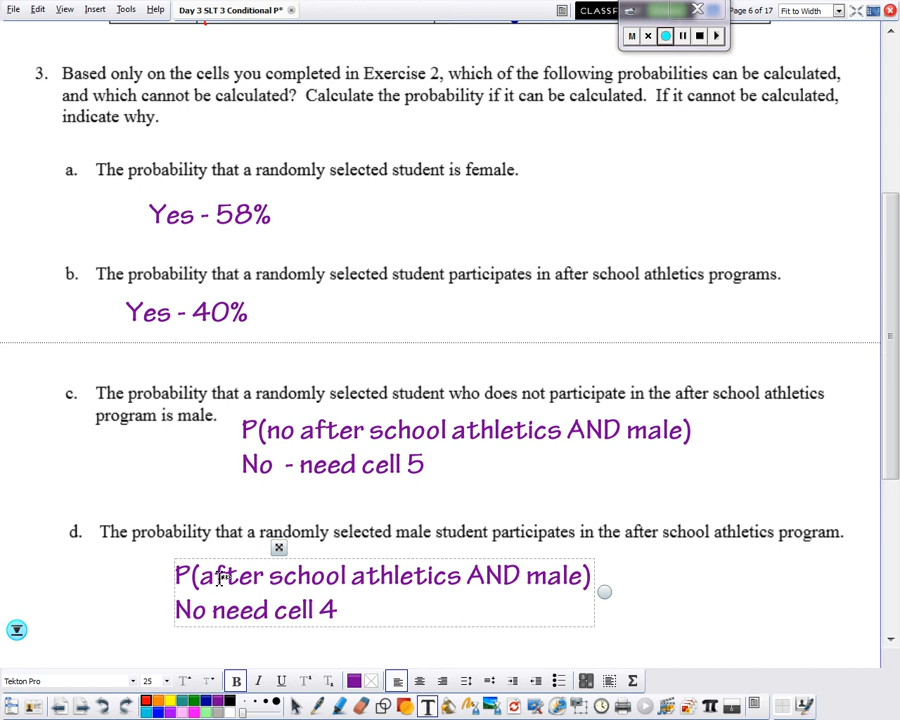 File Edit View Insert Tools Help Day 3 SLT 3 Conditional P* CLASSF Page 6 of 17 Fit to Width
M
3. Based only on the cells you completed in Exercise 2, which of the following probabilities can be calculated,
and which cannot be calculated? Calculate the probability if it can be calculated. If it cannot be calculated,
indicate why.
a. The probability that a randomly selected student is female.
Yes - 58%
b. The probability that a randomly selected student participates in after school athletics programs.
Yes - 40%
c. The probability that a randomly selected student who does not participate in the after school athletics
program is male.
P(no after school athletics AND male)
No - need cell 5
d. The probability that a randomly selected male student participates in the after school athletics program.
P(after school athletics AND male)
No need cell 4
Tekton Pro 25 B I U